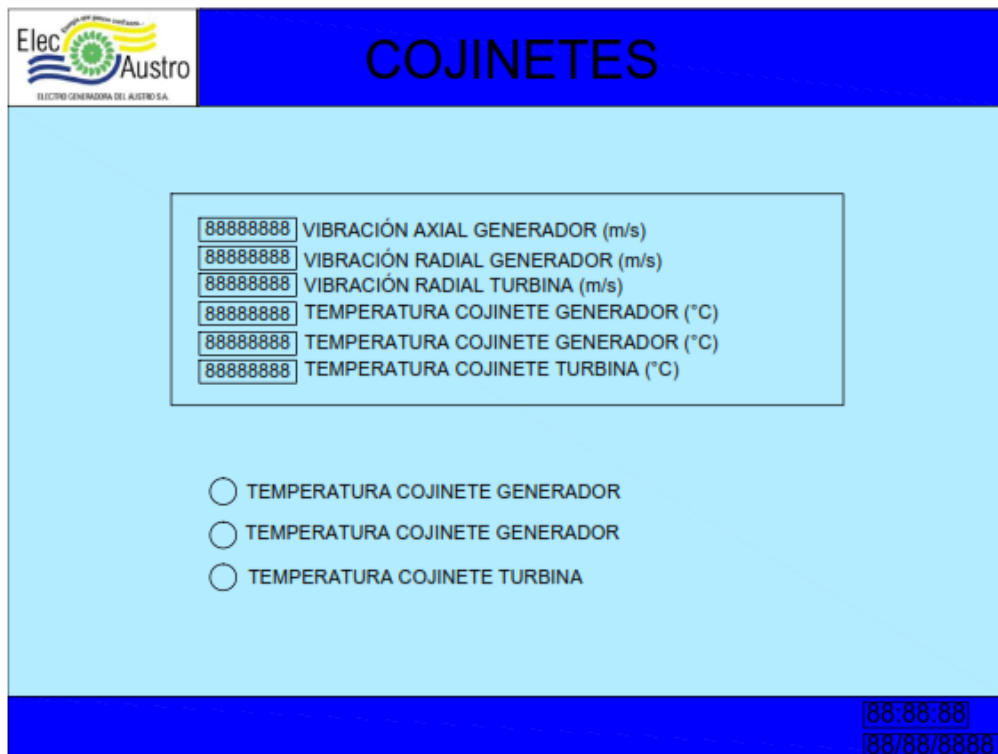 Elec
Austro
ELECTRO GENERADORA DEL AUSTRO S.A.
COJINETES
88888888 VIBRACIÓN AXIAL GENERADOR (m/s)
88888888 VIBRACIÓN RADIAL GENERADOR (m/s)
88888888 VIBRACIÓN RADIAL TURBINA (m/s)
88888888 TEMPERATURA COJINETE GENERADOR (°C)
88888888 TEMPERATURA COJINETE GENERADOR (°C)
88888888 TEMPERATURA COJINETE TURBINA (°C)
TEMPERATURA COJINETE GENERADOR
TEMPERATURA COJINETE GENERADOR
TEMPERATURA COJINETE TURBINA
88:88:88
88/88/8888